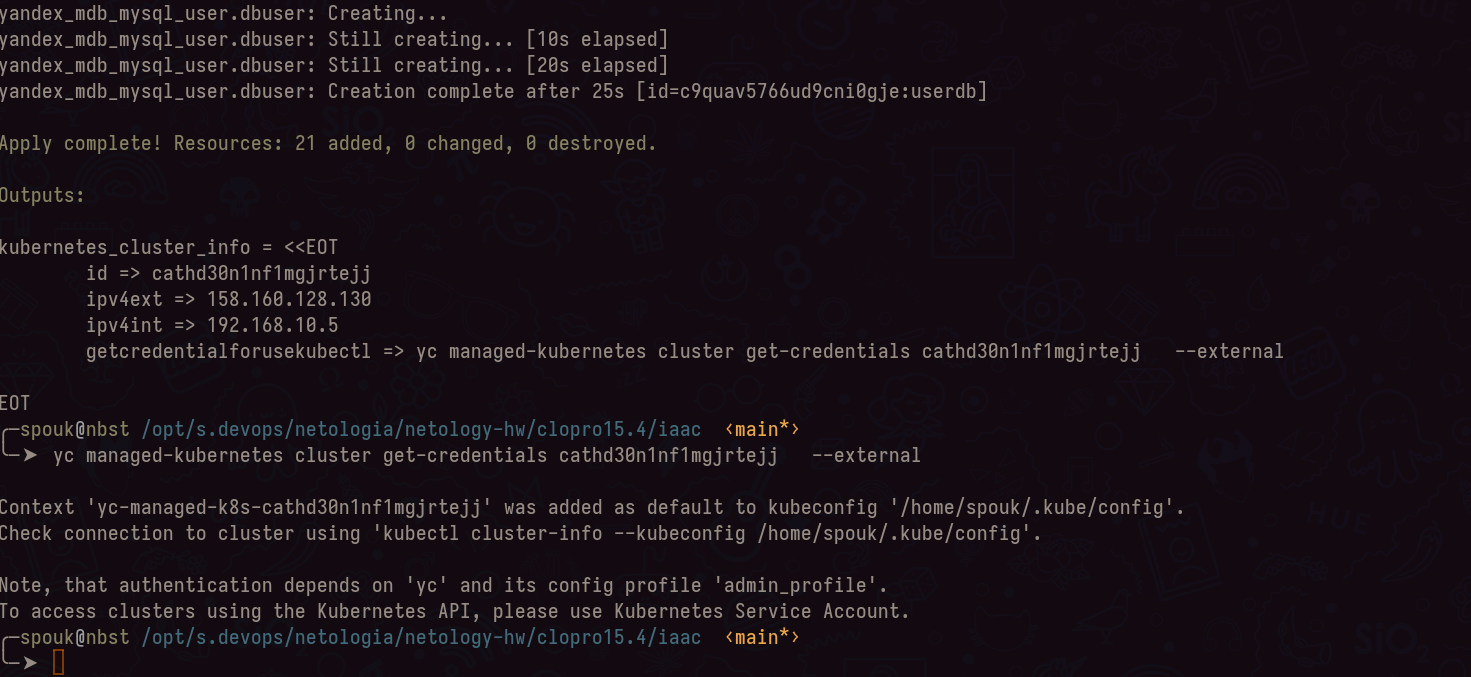 yandex_mdb_mysql_user.dbuser: Creating...
yandex_mdb_mysql_user.dbuser: Still creating... [10s elapsed]
yandex_mdb_mysql_user.dbuser: Still creating... [20s elapsed]
yandex_mdb_mysql_user.dbuser: Creation complete after 25s [id=c9quav5766ud9cni0gje:userdb]
Apply complete! Resources: 21 added, 0 changed, 0 destroyed.
Outputs:
kubernetes_cluster_info = <<EOT
        id => cathd30n1nf1mgjrtejj
        ipv4ext => 158.160.128.130
        ipv4int => 192.168.10.5
        getcredentialforusekubectl => yc managed-kubernetes cluster get-credentials cathd30n1nf1mgjrtejj   --external
EOT
╭─spouk@nbst /opt/s.devops/netologia/netology-hw/clopro15.4/iaac  ‹main*›
╰─➤ yc managed-kubernetes cluster get-credentials cathd30n1nf1mgjrtejj   --external
Context 'yc-managed-k8s-cathd30n1nf1mgjrtejj' was added as default to kubeconfig '/home/spouk/.kube/config'.
Check connection to cluster using 'kubectl cluster-info --kubeconfig /home/spouk/.kube/config'.
Note, that authentication depends on 'yc' and its config profile 'admin_profile'.
To access clusters using the Kubernetes API, please use Kubernetes Service Account.
╭─spouk@nbst /opt/s.devops/netologia/netology-hw/clopro15.4/iaac  ‹main*›
╰─➤
HUE
SIO
HUE
SIO2